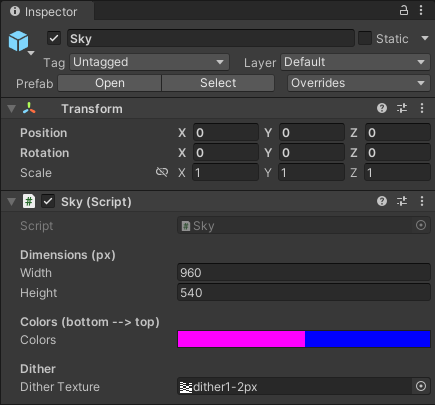 Inspector
Sky
Static
Tag Untagged Layer Default
Prefab Open Select Overrides
Transform
Position X 0 Y 0 Z 0
Rotation X 0 Y 0 Z 0
Scale X 1 Y 1 Z 1
# Sky (Script)
Script # Sky
Dimensions (px)
Width 960
Height 540
Colors (bottom --> top)
Colors
Dither
Dither Texture dither1-2px